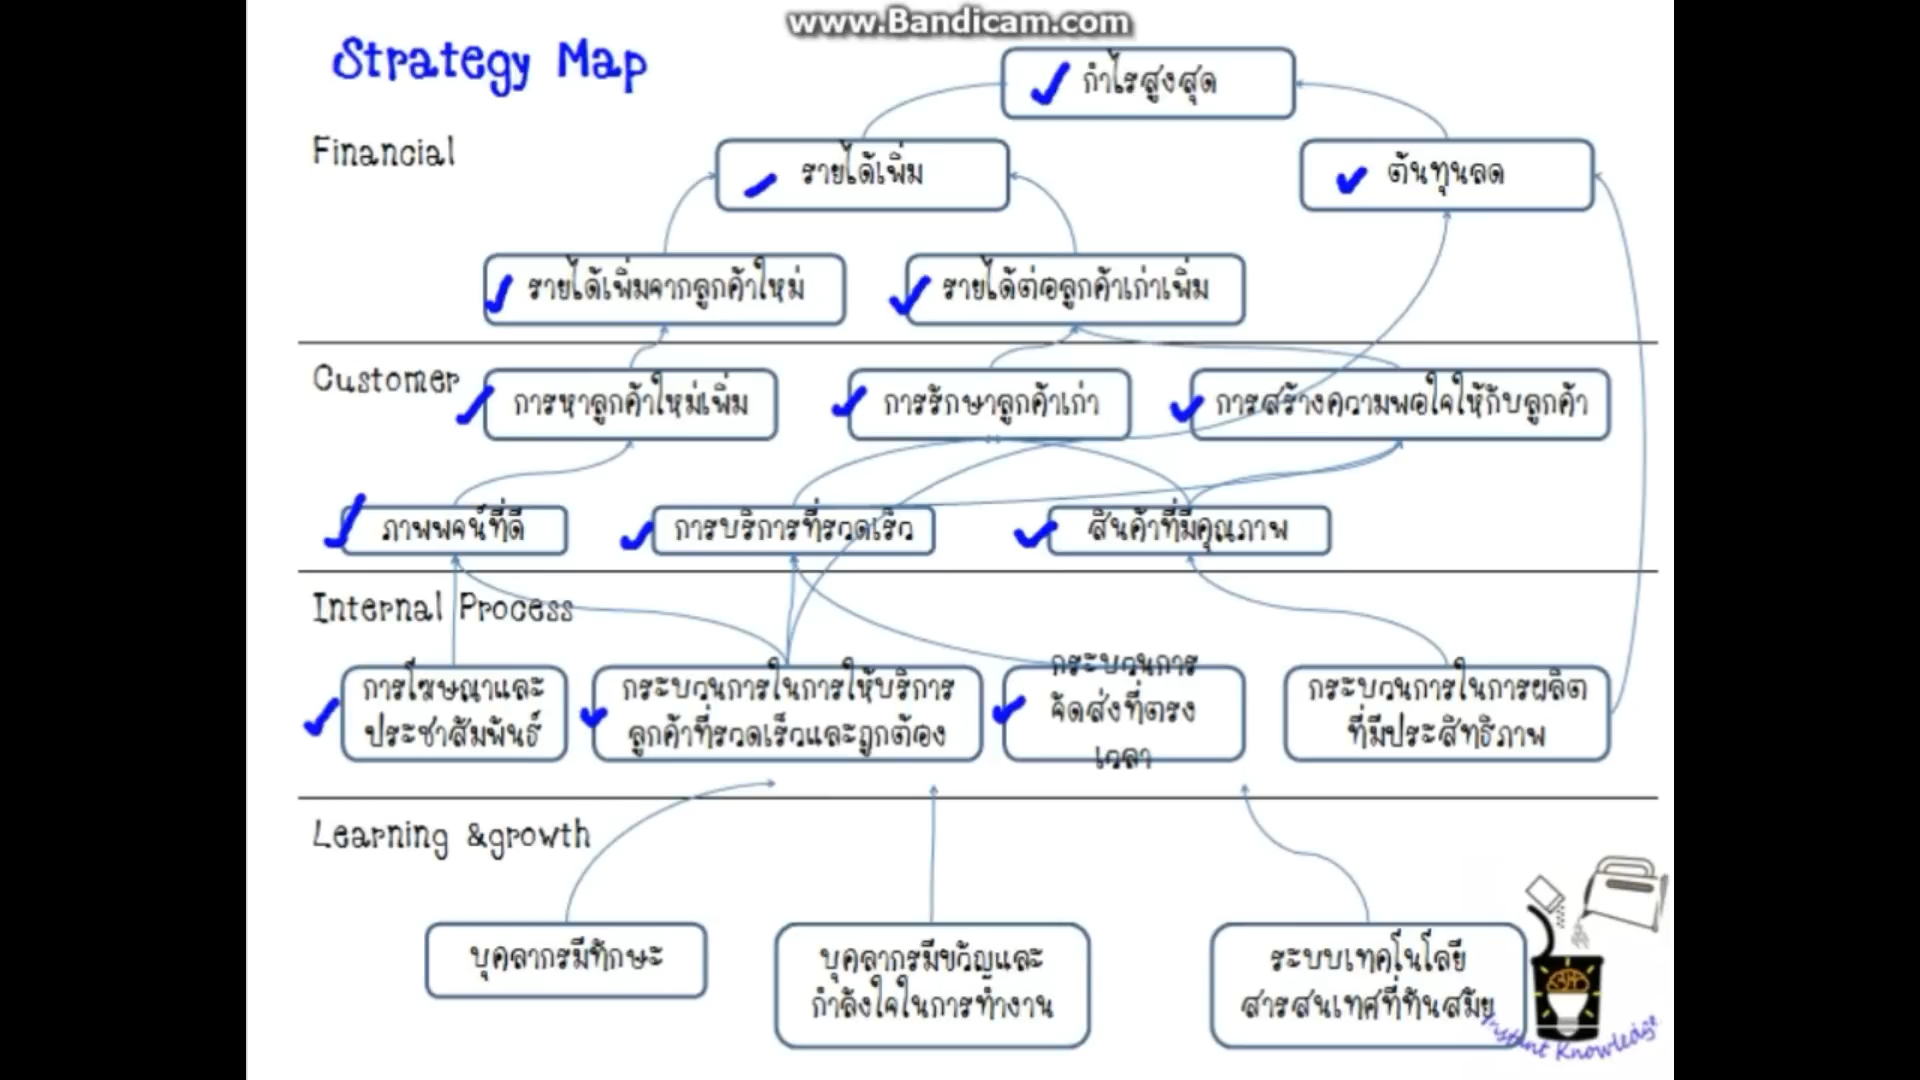 www.Bandicam.com
Strategy Map
กำไรสูงสุด
Financial
รายได้เพิ่ม
ต้นทุนลด
รายได้เพิ่มจากลูกค้าใหม่
รายได้ต่อลูกค้าเก่าเพิ่ม
Customer
การหาลูกค้าใหม่เพิ่ม
การรักษาลูกค้าเก่า
การสร้างความพอใจให้กับลูกค้า
ภาพพจน์ที่ดี
การบริการที่รวดเร็ว
สินค้าที่มีคุณภาพ
Internal Process
การโฆษณาและ
ประชาสัมพันธ์
กระบวนการในการให้บริการ
ลูกค้าที่รวดเร็วและถูกต้อง
กระบวนการ
จัดส่งที่ตรง
เวลา
กระบวนการในการผลิต
ที่มีประสิทธิภาพ
Learning &growth
บุคลากรมีทักษะ
บุคลากรมีขวัญและ
กำลังใจในการทำงาน
ระบบเทคโนโลยี
สารสนเทศที่ทันสมัย
Instant Knowledge